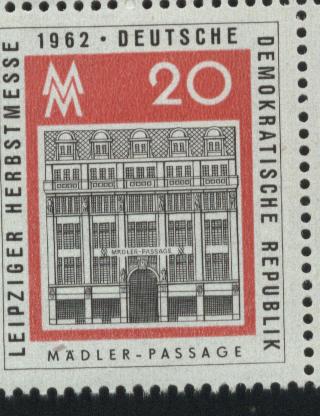 LEIPZIGER HERBSTMESSE
1962 · DEUTSCHE
DEMOKRATISCHE REPUBLIK
MM
20
MÄDLER-PASSAGE
MÄDLER-PASSAGE